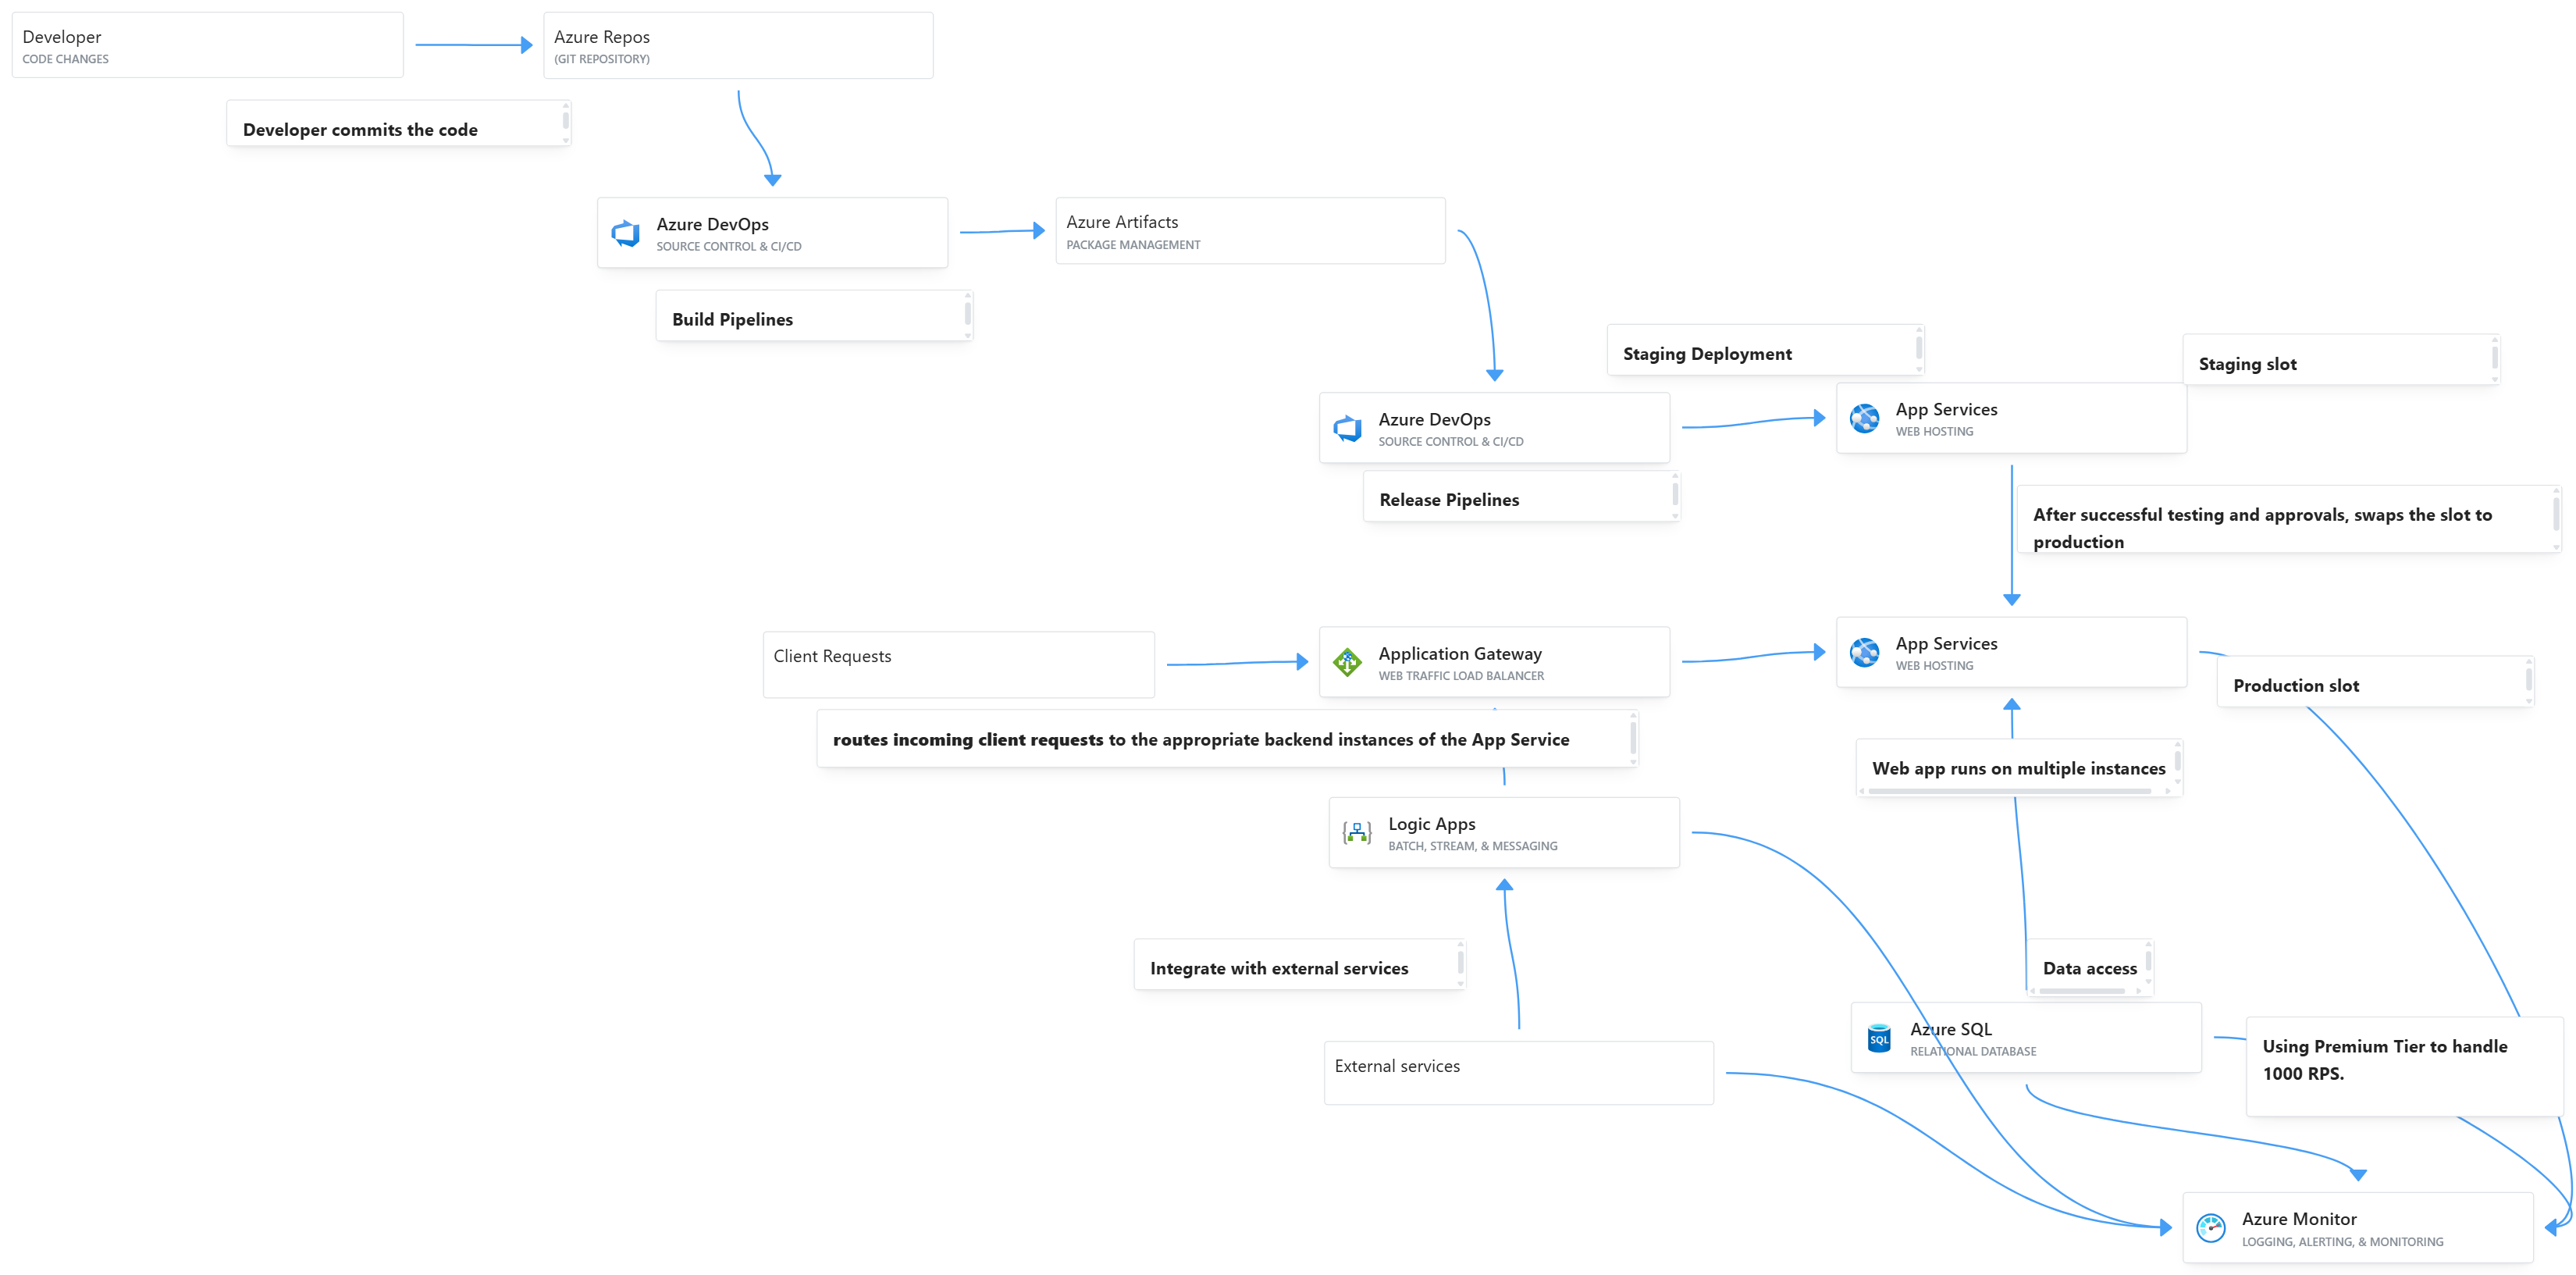 Developer
CODE CHANGES
Azure Repos
(GIT REPOSITORY)
Developer commits the code
Azure DevOps
SOURCE CONTROL & CI/CD
Azure Artifacts
PACKAGE MANAGEMENT
Build Pipelines
Staging Deployment
Staging slot
Azure DevOps
SOURCE CONTROL & CI/CD
App Services
WEB HOSTING
Release Pipelines
After successful testing and approvals, swaps the slot to
production
Client Requests
Application Gateway
WEB TRAFFIC LOAD BALANCER
App Services
WEB HOSTING
Production slot
routes incoming client requests to the appropriate backend instances of the App Service
Web app runs on multiple instances
Logic Apps
BATCH, STREAM, & MESSAGING
Integrate with external services
Data access
Azure SQL
RELATIONAL DATABASE
SQL
Using Premium Tier to handle
1000 RPS.
External services
Azure Monitor
LOGGING, ALERTING, & MONITORING